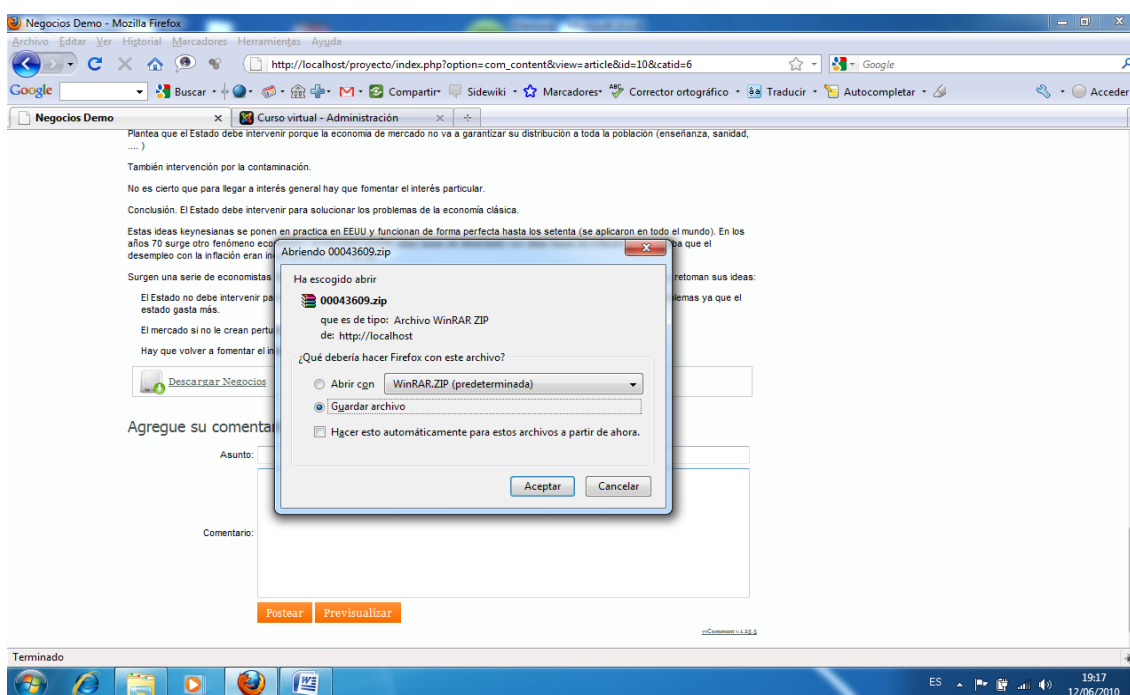 Negocios Demo - Mozilla Firefox
Archivo Editar Ver Historial Marcadores Herramientas Ayuda
http://localhost/proyecto/index.php?option=com_content&view=article&id=10&catid=6
Google
Google Buscar Compartir Sidewiki Marcadores Corrector ortográfico Traducir Autocompletar Acceder
Negocios Demo
Curso virtual - Administración
Plantea que el Estado debe intervenir porque la economia de mercado no va a garantizar su distribución a toda la población (enseñanza, sanidad,
.... )
También intervención por la contaminación.
No es cierto que para llegar a interés general hay que fomentar el interés particular.
Conclusión. El Estado debe intervenir para solucionar los problemas de la economía clásica.
Estas ideas keynesianas se ponen en practica en EEUU y funcionan de forma perfecta hasta los setenta (se aplicaron en todo el mundo). En los
años 70 surge otro fenómeno
ba que el
desempleo con la inflación eran
Surgen una serie de economistas
retoman sus ideas:
El Estado no debe intervenir
lemas ya que el
estado gasta más.
El mercado si no le crean
Hay que volver a fomentar el
Descargar Negocios
Agregue su
Asunto:
Comentario:
Postear Previsualizar
Abriendo 00043609.zip
Ha escogido abrir
00043609.zip
que es de tipo: Archivo WinRAR ZIP
de: http://localhost
¿Qué debería hacer Firefox con este archivo?
Abrir con WinRAR.ZIP (predeterminada)
Guardar archivo
Hacer esto automáticamente para estos archivos a partir de ahora.
Aceptar Cancelar
Terminado
ES
19:17
12/06/2010